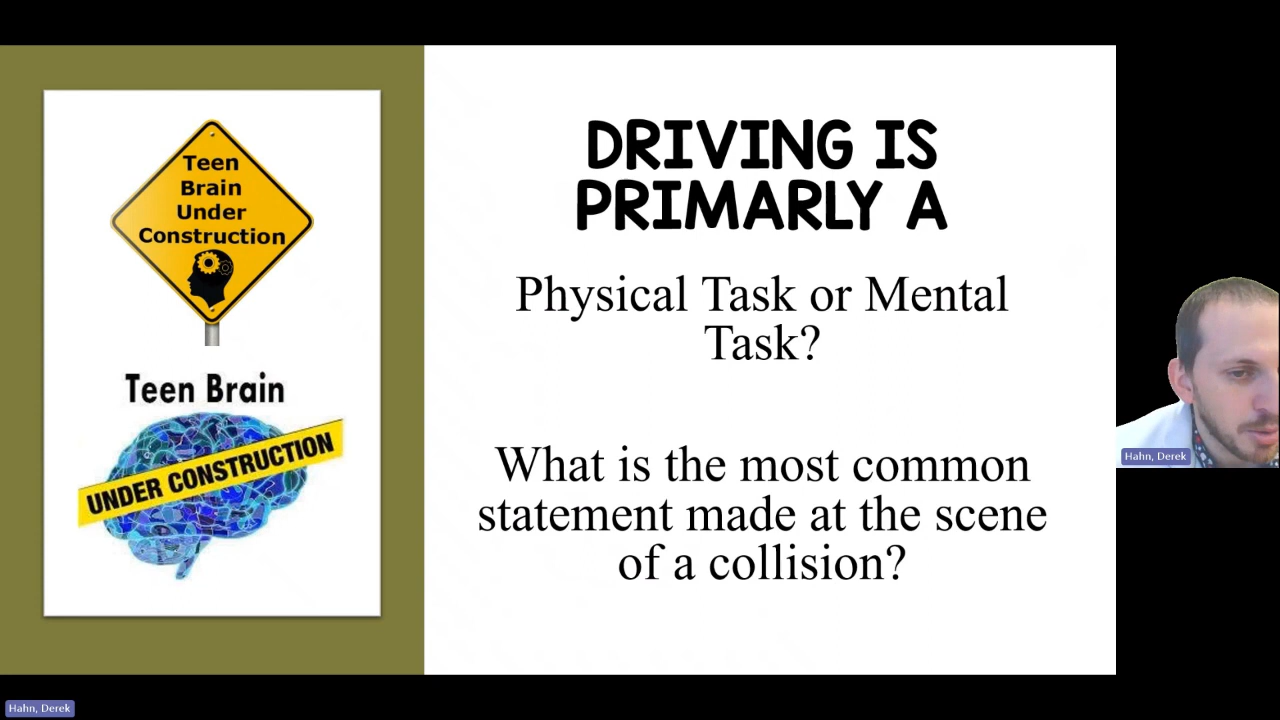 Teen
Brain
Under
Construction
Teen Brain
UNDER CONSTRUCTION
DRIVING IS
PRIMARLY A
Physical Task or Mental
Task?
What is the most common
statement made at the scene
of a collision?
Hahn, Derek
Hahn, Derek